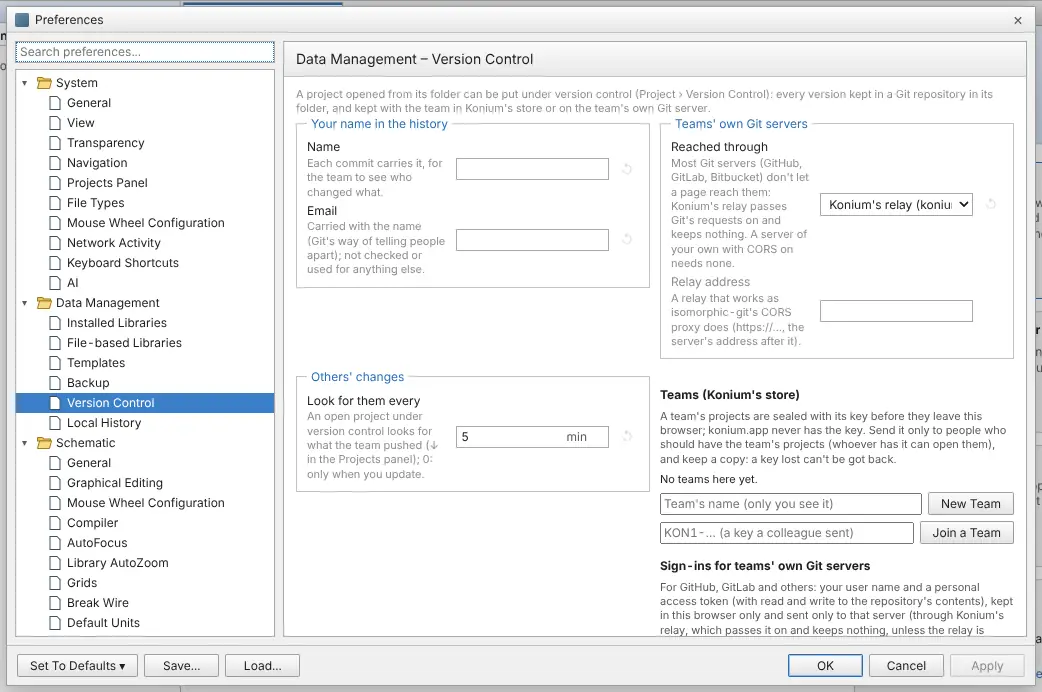 Preferences
Search preferences...
System
General
View
Transparency
Navigation
Projects Panel
File Types
Mouse Wheel Configuration
Network Activity
Keyboard Shortcuts
AI
Data Management
Installed Libraries
File-based Libraries
Templates
Backup
Version Control
Local History
Schematic
General
Graphical Editing
Mouse Wheel Configuration
Compiler
AutoFocus
Library AutoZoom
Grids
Break Wire
Default Units
Data Management – Version Control
A project opened from its folder can be put under version control (Project › Version Control): every version kept in a Git repository in its
folder, and kept with the team in Konium's store or on the team's own Git server.
Your name in the history
Name
Each commit carries it, for
the team to see who
changed what.
Email
Carried with the name
(Git's way of telling people
apart); not checked or
used for anything else.
Teams' own Git servers
Reached through
Most Git servers (GitHub,
GitLab, Bitbucket) don't let
a page reach them:
Konium's relay passes
Git's requests on and
keeps nothing. A server of
your own with CORS on
needs none.
Konium's relay (koniu
Relay address
A relay that works as
isomorphic-git's CORS
proxy does (https://…, the
server's address after it).
Others' changes
Look for them every
An open project under
version control looks for
what the team pushed (↓
in the Projects panel); 0:
only when you update.
5 min
Teams (Konium's store)
A team's projects are sealed with its key before they leave this
browser; konium.app never has the key. Send it only to people who
should have the team's projects (whoever has it can open them),
and keep a copy: a key lost can't be got back.
No teams here yet.
Team's name (only you see it)
New Team
KON1-… (a key a colleague sent)
Join a Team
Sign-ins for teams' own Git servers
For GitHub, GitLab and others: your user name and a personal
access token (with read and write to the repository's contents), kept
in this browser only and sent only to that server (through Konium's
relay, which passes it on and keeps nothing, unless the relay is
Set To Defaults ▾
Save...
Load...
OK
Cancel
Apply